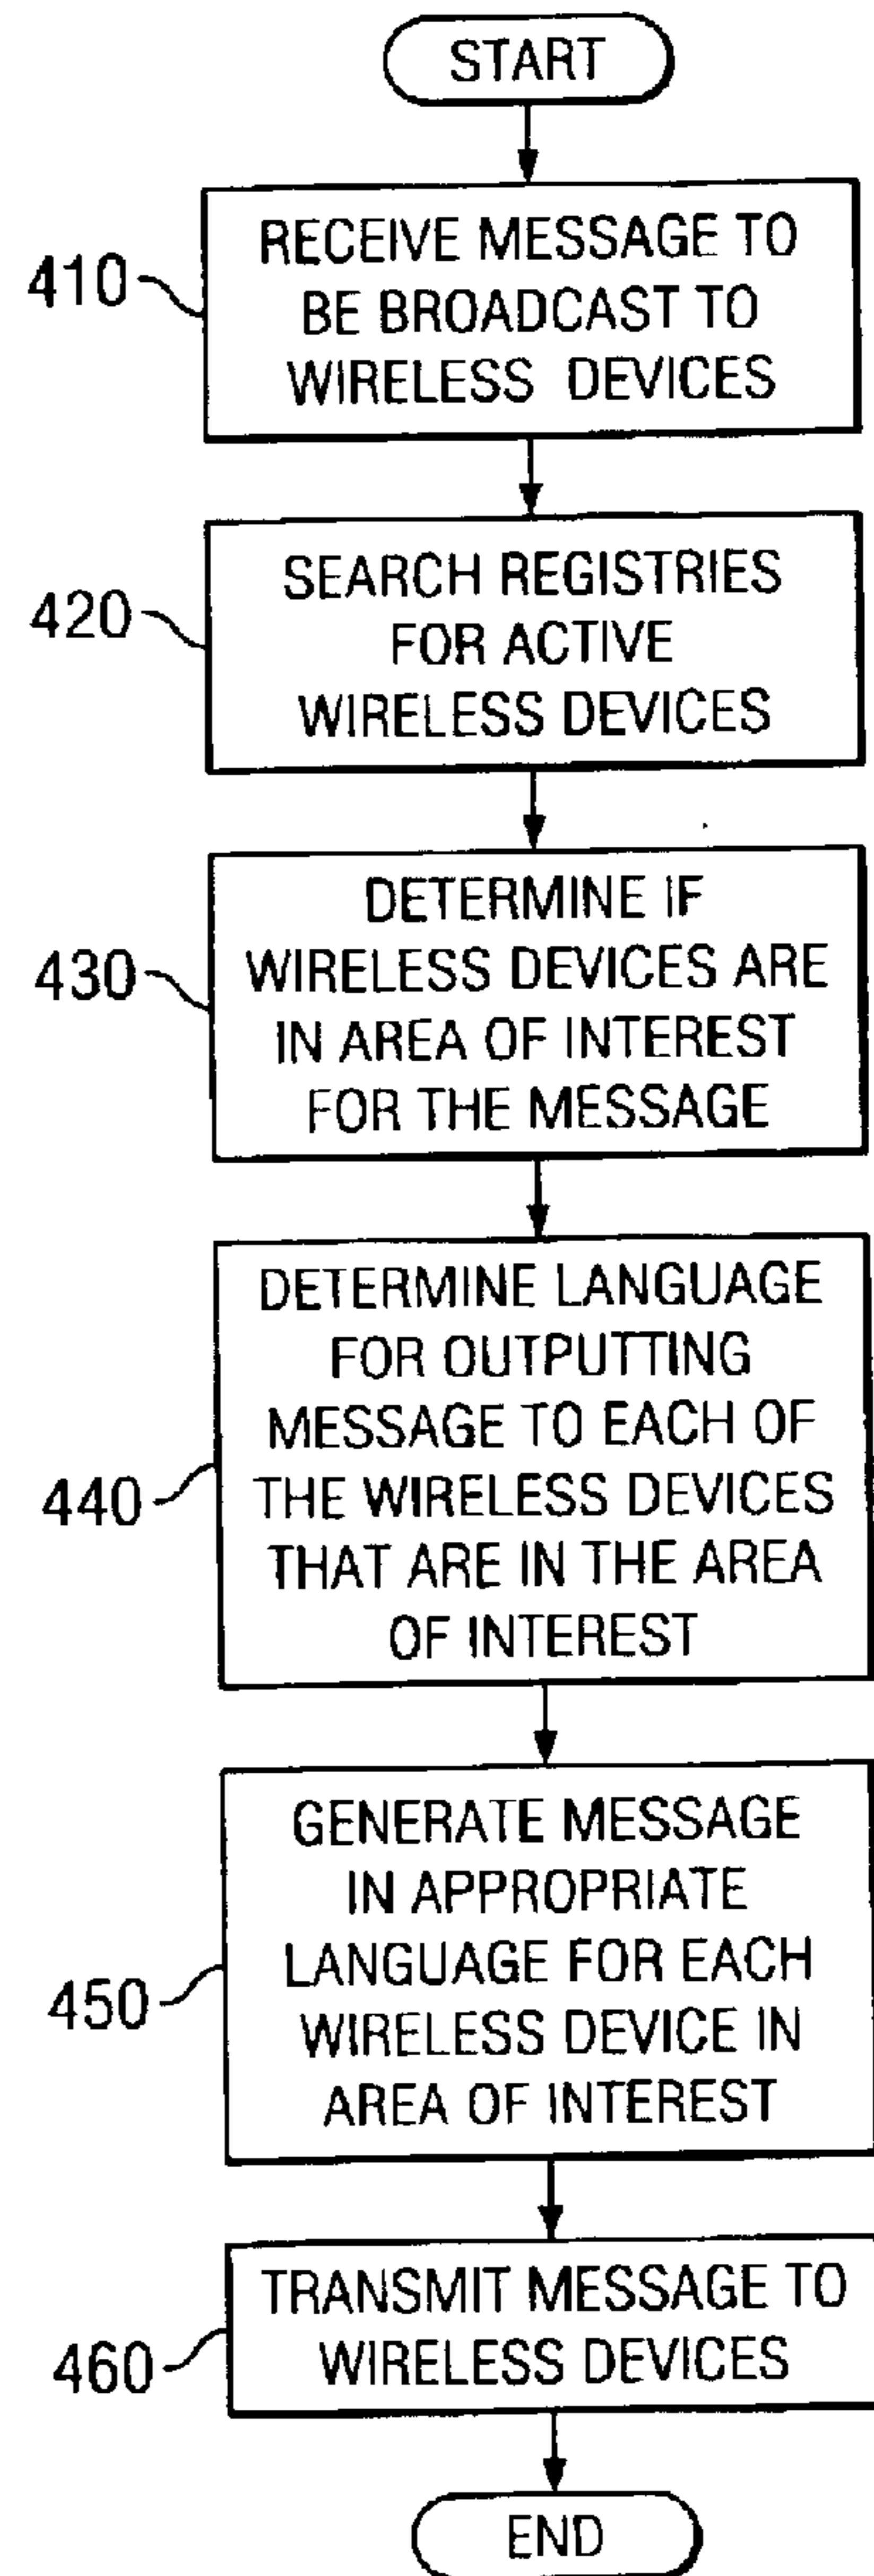 START
410
RECEIVE MESSAGE TO
BE BROADCAST TO
WIRELESS DEVICES
420
SEARCH REGISTRIES
FOR ACTIVE
WIRELESS DEVICES
430
DETERMINE IF
WIRELESS DEVICES ARE
IN AREA OF INTEREST
FOR THE MESSAGE
440
DETERMINE LANGUAGE
FOR OUTPUTTING
MESSAGE TO EACH OF
THE WIRELESS DEVICES
THAT ARE IN THE AREA
OF INTEREST
450
GENERATE MESSAGE
IN APPROPRIATE
LANGUAGE FOR EACH
WIRELESS DEVICE IN
AREA OF INTEREST
460
TRANSMIT MESSAGE TO
WIRELESS DEVICES
END